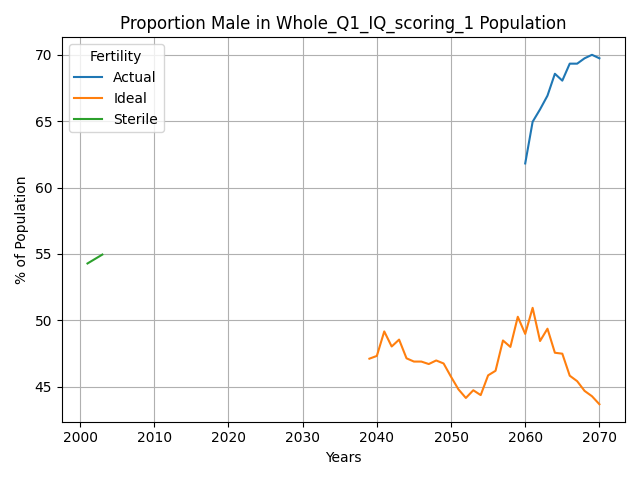 Proportion Male in Whole_Q1_IQ_scoring_1 Population
Fertility
Actual
Ideal
Sterile
% of Population
70
65
60
55
50
45
2000 2010 2020 2030 2040 2050 2060 2070
Years